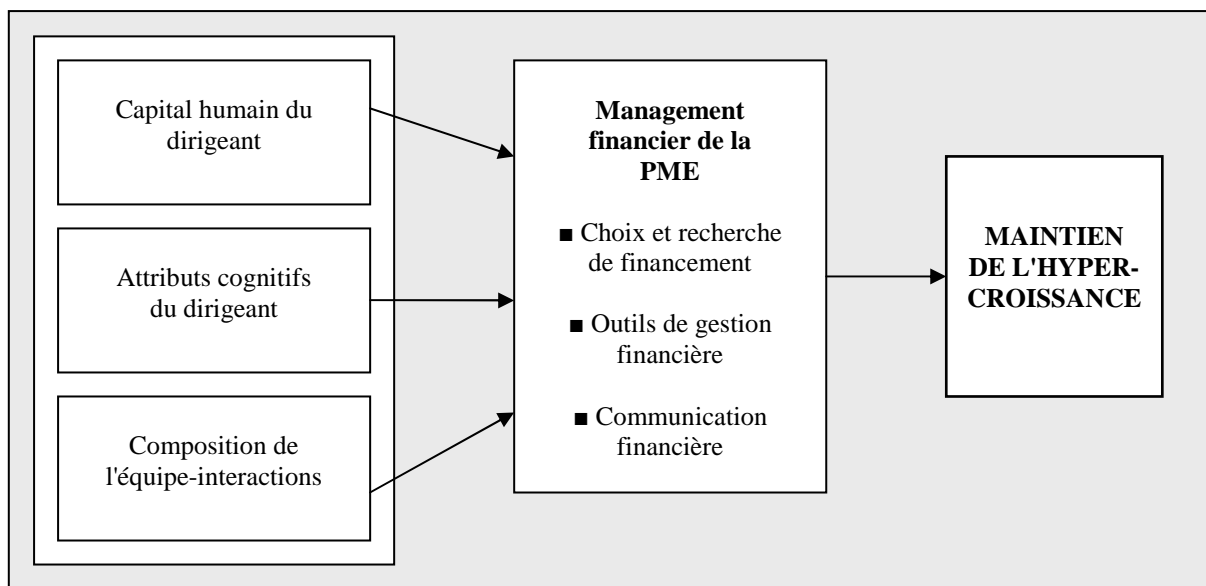 Capital humain du
dirigeant
Attributs cognitifs
du dirigeant
Composition de
l'équipe-interactions
Management
financier de la
PME
■ Choix et recherche
de financement
■ Outils de gestion
financière
■ Communication
financière
MAINTIEN
DE L'HYPER-
CROISSANCE